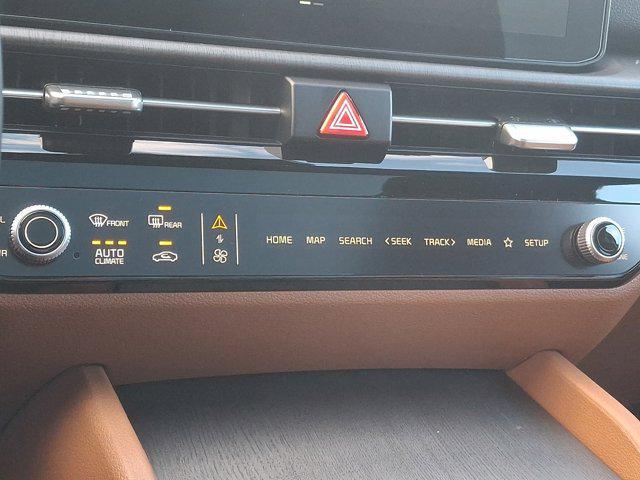 FRONT
REAR
AUTO
CLIMATE
HOME MAP SEARCH <SEEK TRACK> MEDIA ☆ SETUP